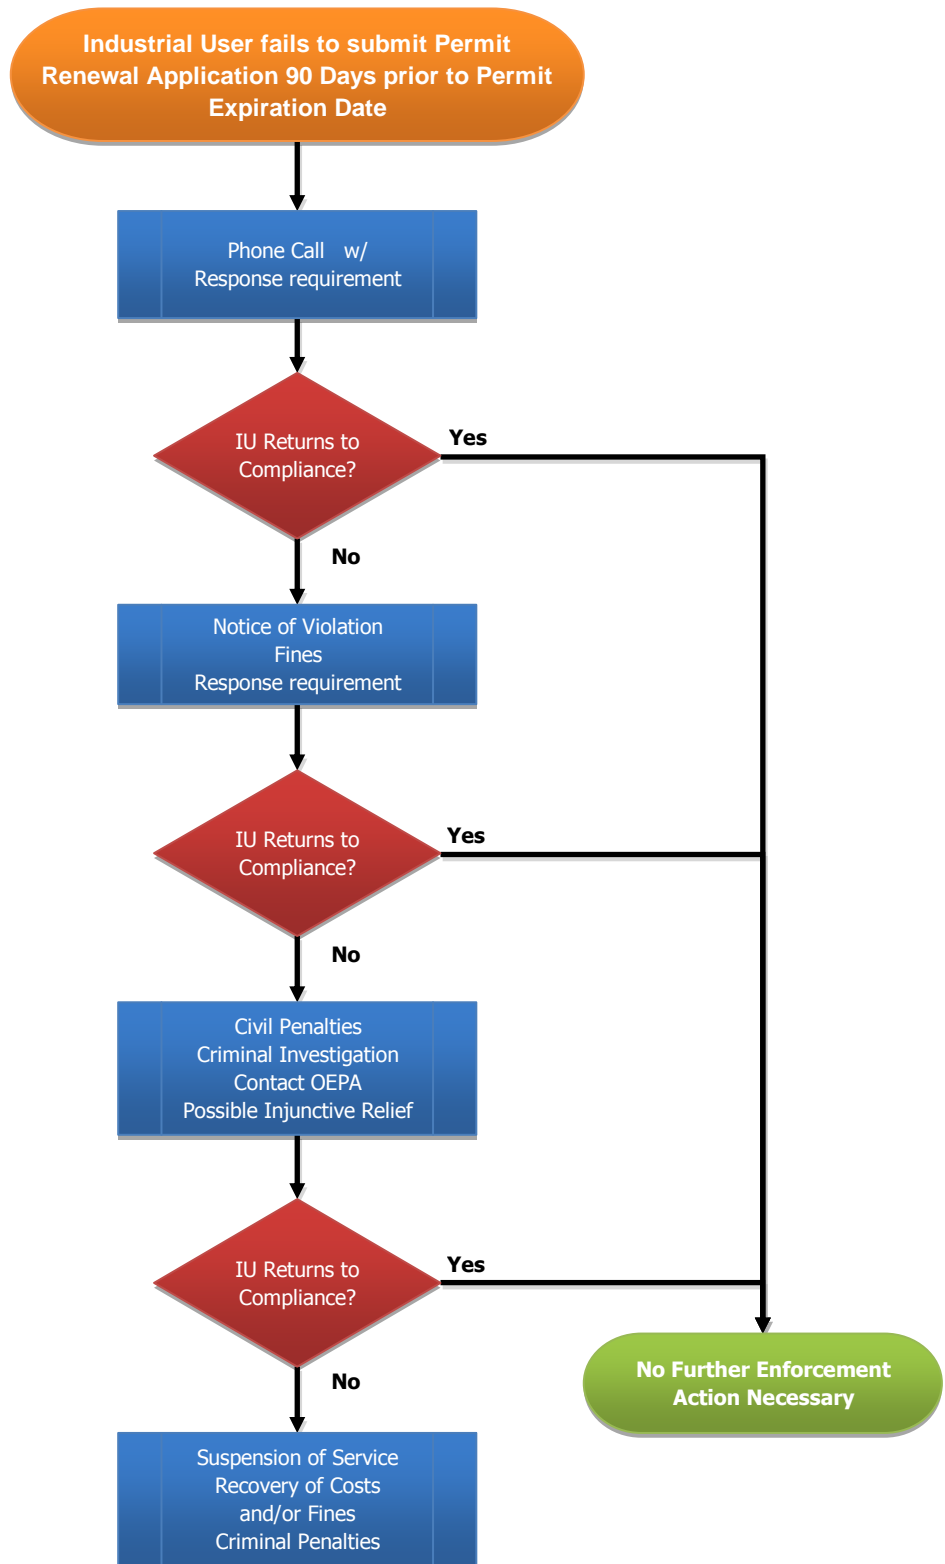 Industrial User fails to submit Permit
Renewal Application 90 Days prior to Permit
Expiration Date
Phone Call w/
Response requirement
IU Returns to
Compliance?
Yes
No
Notice of Violation
Fines
Response requirement
IU Returns to
Compliance?
Yes
No
Civil Penalties
Criminal Investigation
Contact OEPA
Possible Injunctive Relief
IU Returns to
Compliance?
Yes
No
No Further Enforcement
Action Necessary
Suspension of Service
Recovery of Costs
and/or Fines
Criminal Penalties